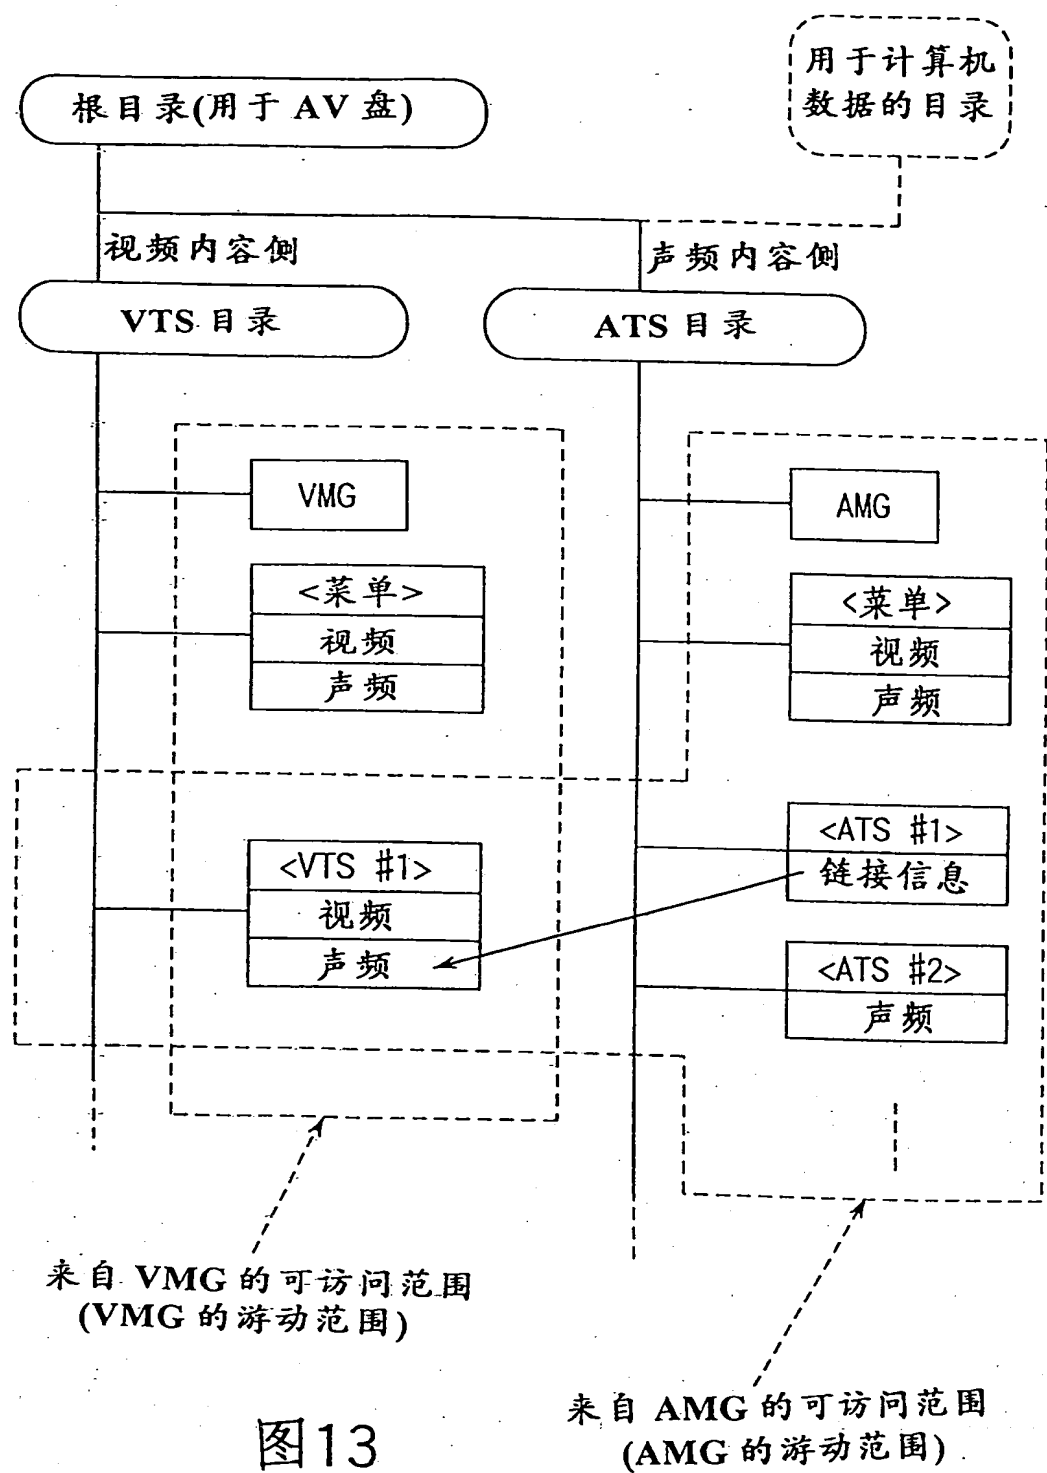 用于计算机
数据的目录
根目录(用于 AV 盘)
视频内容侧
声频内容侧
VTS 目录
ATS 目录
VMG
<菜单>
视频
声频
<VTS #1>
视频
声频
AMG
<菜单>
视频
声频
<ATS #1>
链接信息
<ATS #2>
声频
来自 VMG 的可访问范围
(VMG 的游动范围)
来自 AMG 的可访问范围
(AMG 的游动范围)
图13